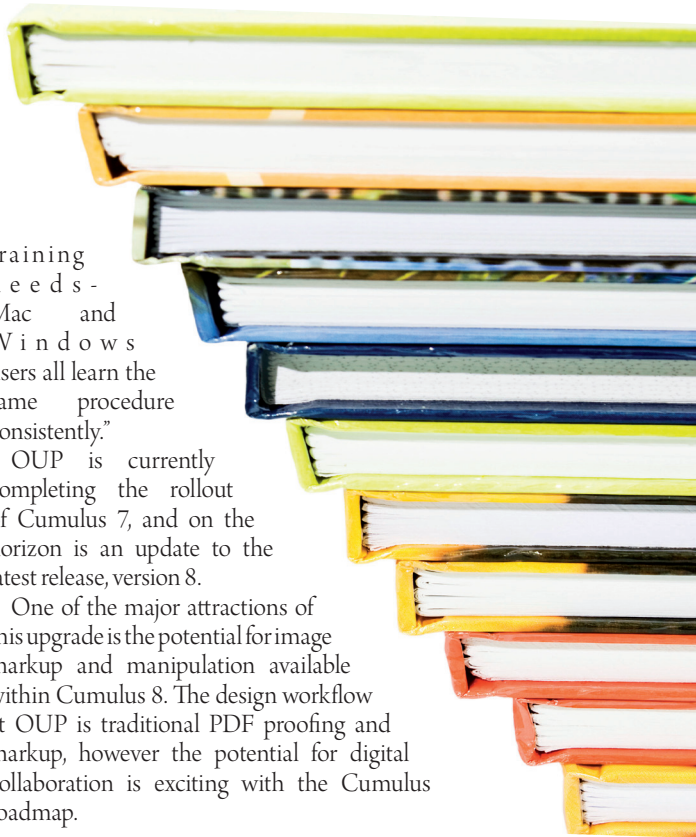 raining
eeds-
Mac and
Windows
sers all learn the
ame procedure
onsistently.”
OUP is currently
ompleting the rollout
f Cumulus 7, and on the
orizon is an update to the
atest release, version 8.
One of the major attractions of
his upgrade is the potential for image
markup and manipulation available
within Cumulus 8. The design workflow
t OUP is traditional PDF proofing and
markup, however the potential for digital
ollaboration is exciting with the Cumulus
oadmap.